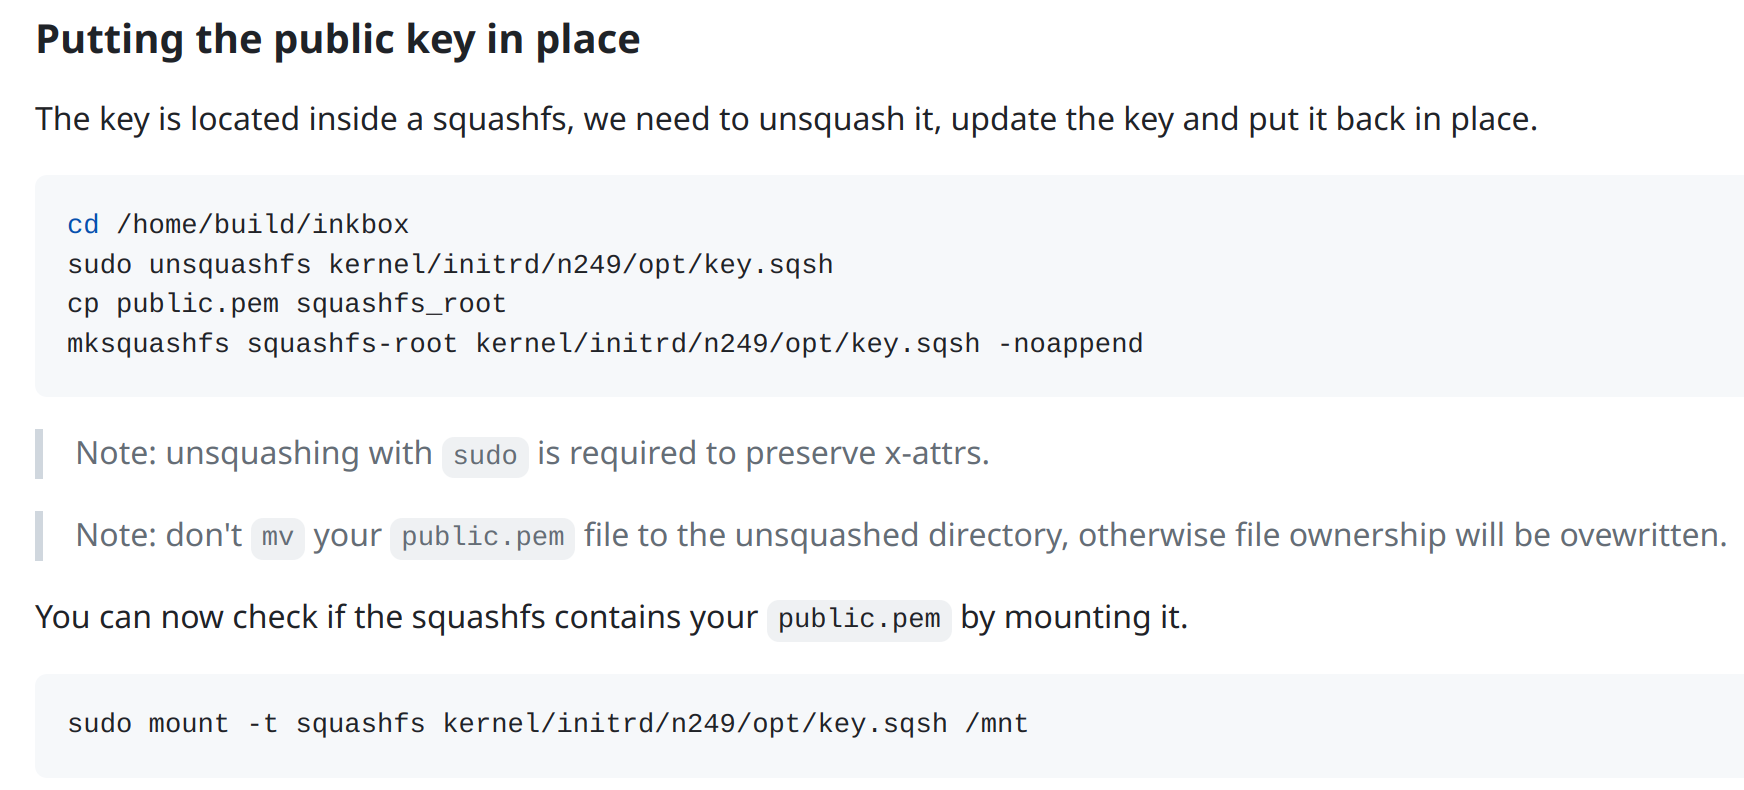 Putting the public key in place
The key is located inside a squashfs, we need to unsquash it, update the key and put it back in place.
cd /home/build/inkbox
sudo unsquashfs kernel/initrd/n249/opt/key.sqsh
cp public.pem squashfs_root
mksquashfs squashfs-root kernel/initrd/n249/opt/key.sqsh -noappend
Note: unsquashing with sudo is required to preserve x-attrs.
Note: don't mv your public.pem file to the unsquashed directory, otherwise file ownership will be ovewritten.
You can now check if the squashfs contains your public.pem by mounting it.
sudo mount -t squashfs kernel/initrd/n249/opt/key.sqsh /mnt